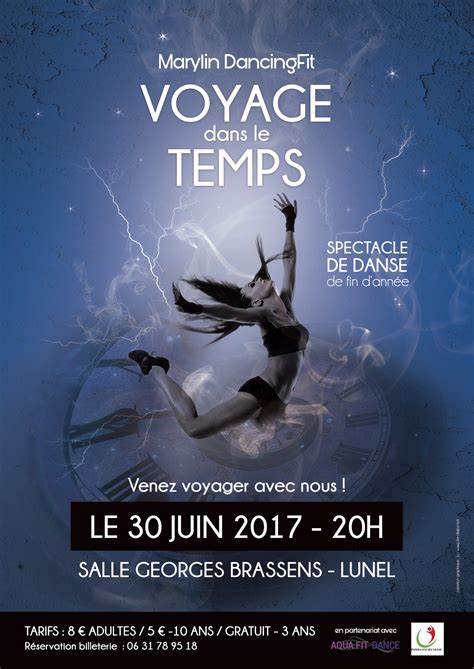 Marylin DancingFit
VOYAGE
dans le
TEMPS
SPECTACLE
DE DANSE
de fin d'année
Venez voyager avec nous !
LE 30 JUIN 2017 - 20H
SALLE GEORGES BRASSENS - LUNEL
TARIFS : 8 € ADULTES / 5 € -10 ANS / GRATUIT - 3 ANS
Réservation billeterie : 06 31 78 95 18
en partenariat avec
AQUA FIT DANCE